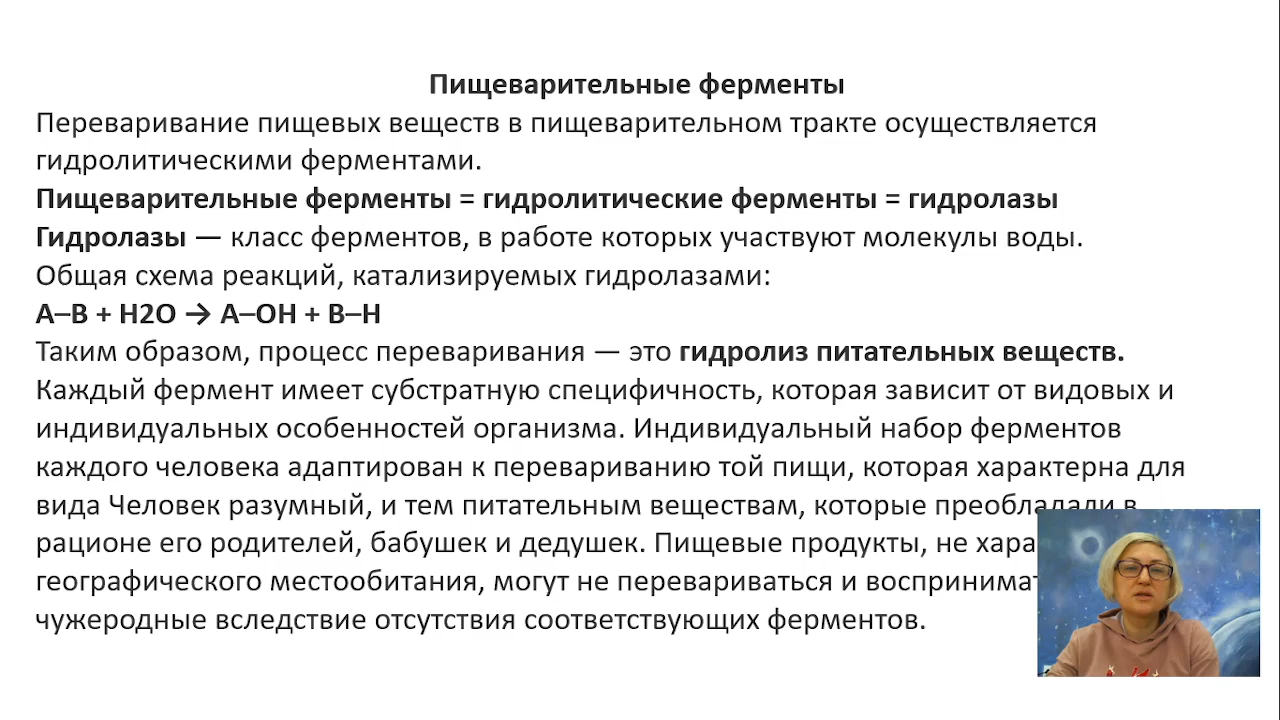 Пищеварительные ферменты
Переваривание пищевых веществ в пищеварительном тракте осуществляется
гидролитическими ферментами.
Пищеварительные ферменты = гидролитические ферменты = гидролазы
Гидролазы — класс ферментов, в работе которых участвуют молекулы воды.
Общая схема реакций, катализируемых гидролазами:
А–В + Н2О → А–ОН + В–Н
Таким образом, процесс переваривания — это гидролиз питательных веществ.
Каждый фермент имеет субстратную специфичность, которая зависит от видовых и
индивидуальных особенностей организма. Индивидуальный набор ферментов
каждого человека адаптирован к перевариванию той пищи, которая характерна для
вида Человек разумный, и тем питательным веществам, которые преобладали в
рационе его родителей, бабушек и дедушек. Пищевые продукты, не
географического местообитания, могут не перевариваться и
чужеродные вследствие отсутствия соответствующих ферментов.